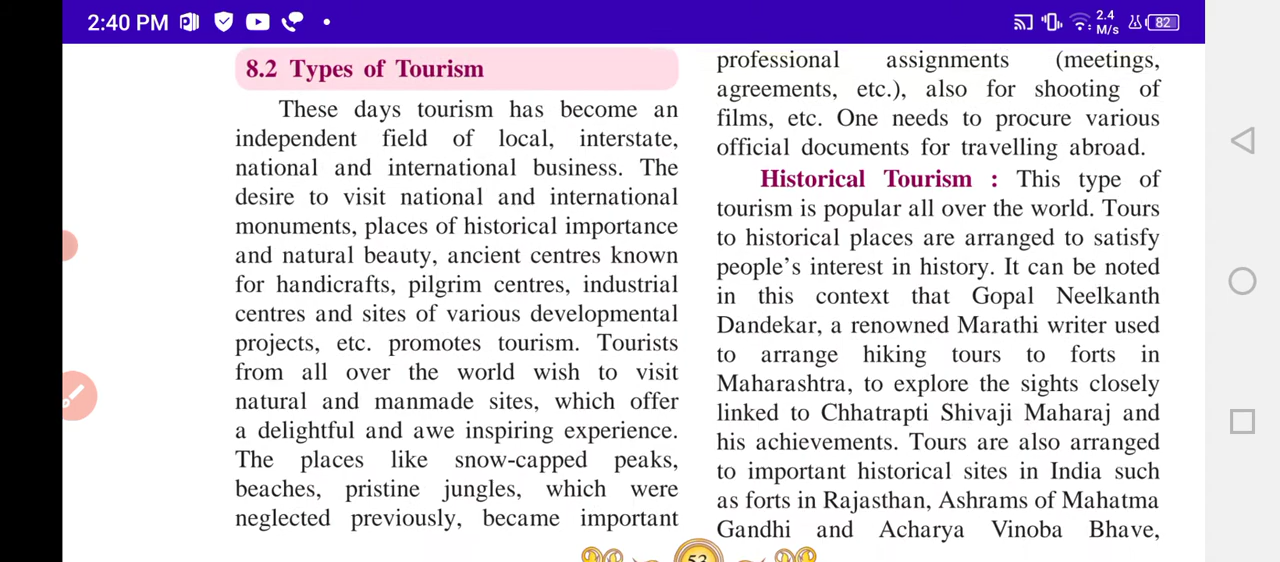 2:40 PM
2.4
M/s
82
8.2 Types of Tourism
These days tourism has become an
independent field of local, interstate,
national and international business. The
desire to visit national and international
monuments, places of historical importance
and natural beauty, ancient centres known
for handicrafts, pilgrim centres, industrial
centres and sites of various developmental
projects, etc. promotes tourism. Tourists
from all over the world wish to visit
natural and manmade sites, which offer
a delightful and awe inspiring experience.
The places like snow-capped peaks,
beaches, pristine jungles, which were
neglected previously, became important
professional assignments (meetings,
agreements, etc.), also for shooting of
films, etc. One needs to procure various
official documents for travelling abroad.
Historical Tourism : This type of
tourism is popular all over the world. Tours
to historical places are arranged to satisfy
people's interest in history. It can be noted
in this context that Gopal Neelkanth
Dandekar, a renowned Marathi writer used
to arrange hiking tours to forts in
Maharashtra, to explore the sights closely
linked to Chhatrapti Shivaji Maharaj and
his achievements. Tours are also arranged
to important historical sites in India such
as forts in Rajasthan, Ashrams of Mahatma
Gandhi and Acharya Vinoba Bhave,
53